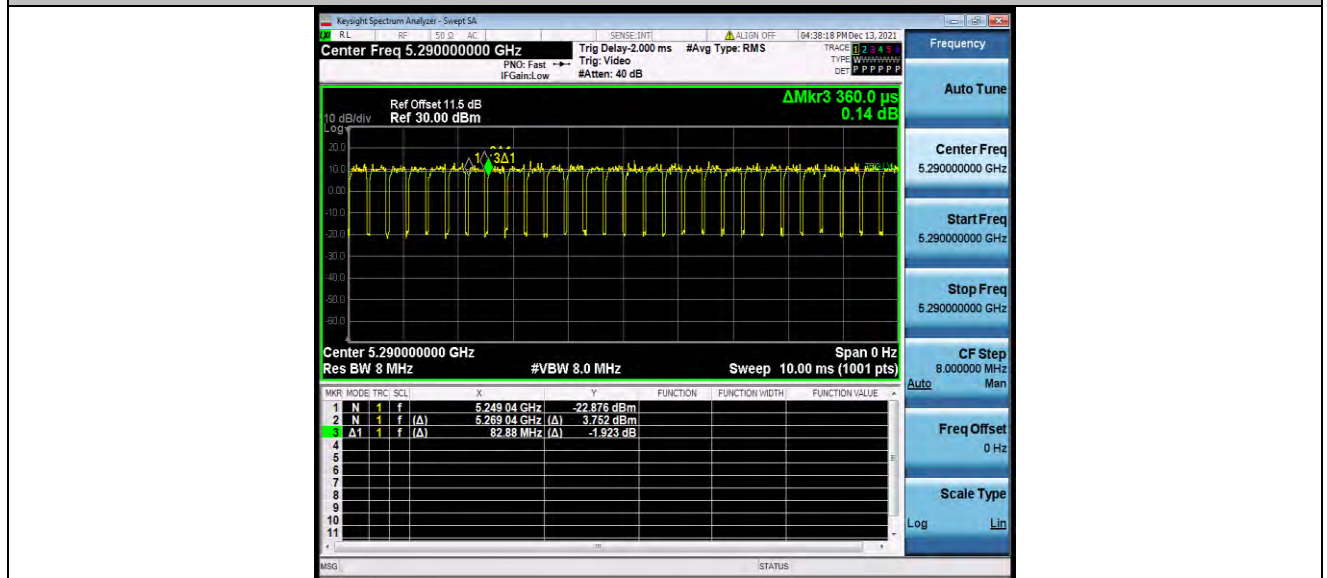 Keysight Spectrum Analyzer - Swept SA
RL RF 50 Ω AC SENSE:INT ALIGN OFF 04:38:18 PM Dec 13, 2021
Center Freq 5.290000000 GHz Trig Delay-2.000 ms #Avg Type: RMS TRACE 1 2 3 4 5 6
PNO: Fast Trig: Video TYPE WWWWWW
IFGain:Low #Atten: 40 dB DET P P P P P P
Frequency
ΔMkr3 360.0 µs
0.14 dB
Ref Offset 11.5 dB
10 dB/div Ref 30.00 dBm
Log
20.0
10.0
0.00
-10.0
-20.0
-30.0
-40.0
-50.0
-60.0
1 3Δ1
Center 5.290000000 GHz Span 0 Hz
Res BW 8 MHz #VBW 8.0 MHz Sweep 10.00 ms (1001 pts)
MKR MODE TRC SCL X Y FUNCTION FUNCTION WIDTH FUNCTION VALUE
1 N 1 f 5.249 04 GHz -22.876 dBm
2 N 1 f (Δ) 5.269 04 GHz (Δ) 3.752 dBm
3 Δ1 1 f (Δ) 82.88 MHz (Δ) -1.923 dB
4
5
6
7
8
9
10
11
MSG STATUS
Auto Tune
Center Freq
5.290000000 GHz
Start Freq
5.290000000 GHz
Stop Freq
5.290000000 GHz
CF Step
8.000000 MHz
Auto Man
Freq Offset
0 Hz
Scale Type
Log Lin